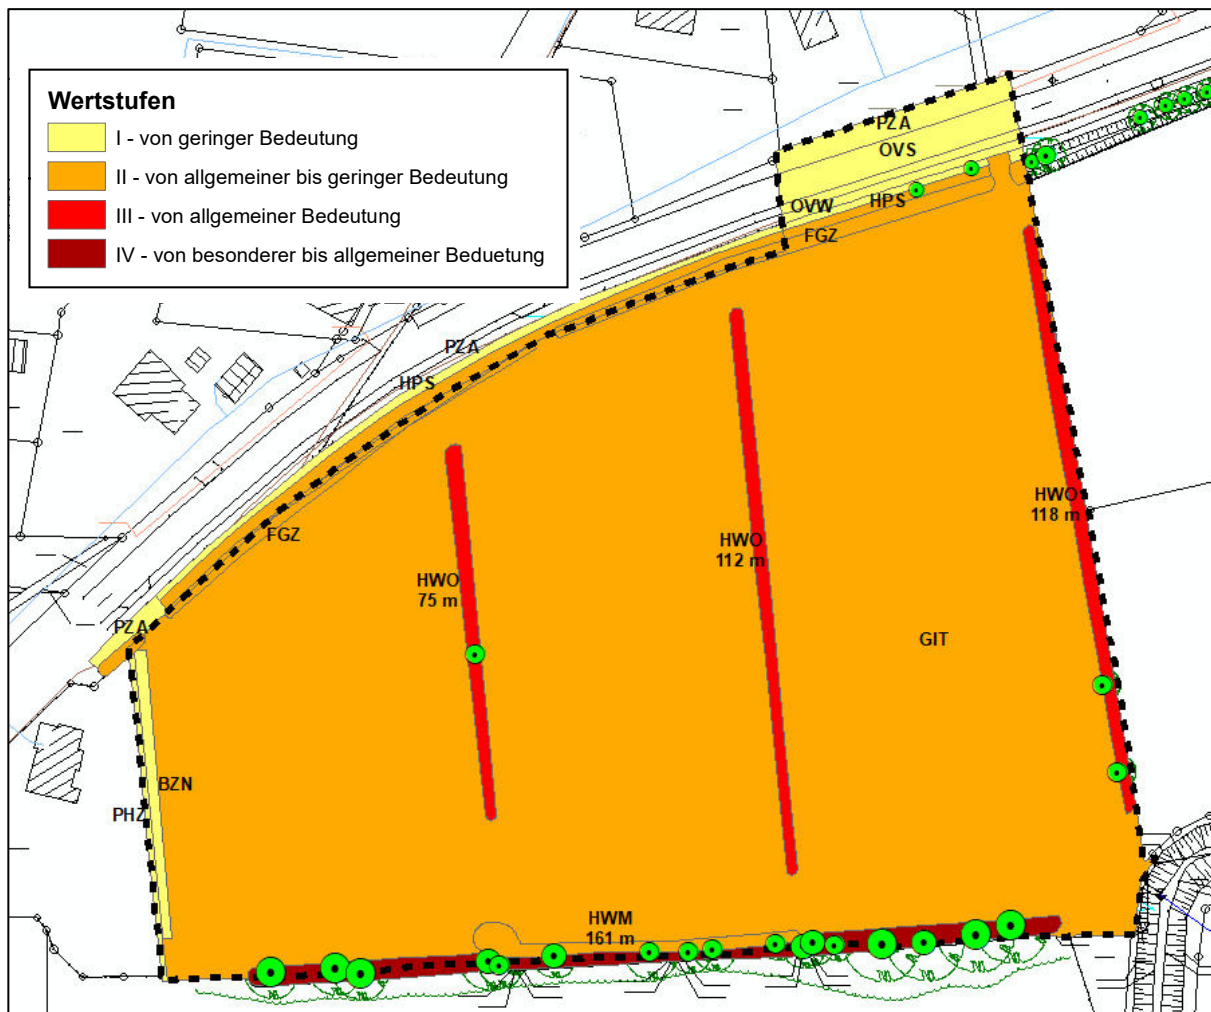 Wertstufen
I - von geringer Bedeutung
II - von allgemeiner bis geringer Bedeutung
III - von allgemeiner Bedeutung
IV - von besonderer bis allgemeiner Beduetung
PZA
OVS
OVW
HPS
FGZ
PZA
HPS
FGZ
HWO
75 m
HWO
112 m
HWO
118 m
GIT
PZA
BZN
PHZ
HWM
161 m